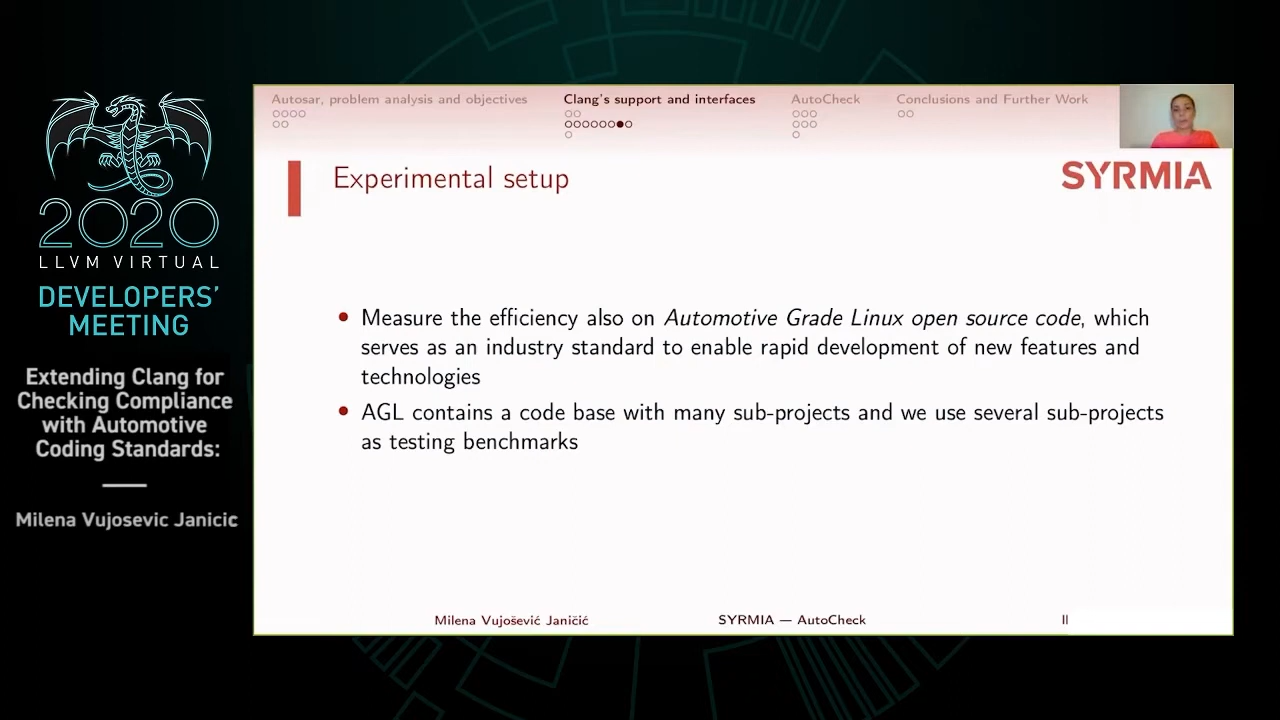 2020
LLVM VIRTUAL
DEVELOPERS'
MEETING
Extending Clang for
Checking Compliance
with Automotive
Coding Standards:
Milena Vujosevic Janicic
Autosar, problem analysis and objectives
Clang's support and interfaces
AutoCheck
Conclusions and Further Work
Experimental setup
SYRMIA
• Measure the efficiency also on Automotive Grade Linux open source code, which
serves as an industry standard to enable rapid development of new features and
technologies
• AGL contains a code base with many sub-projects and we use several sub-projects
as testing benchmarks
Milena Vujošević Janičić
SYRMIA — AutoCheck